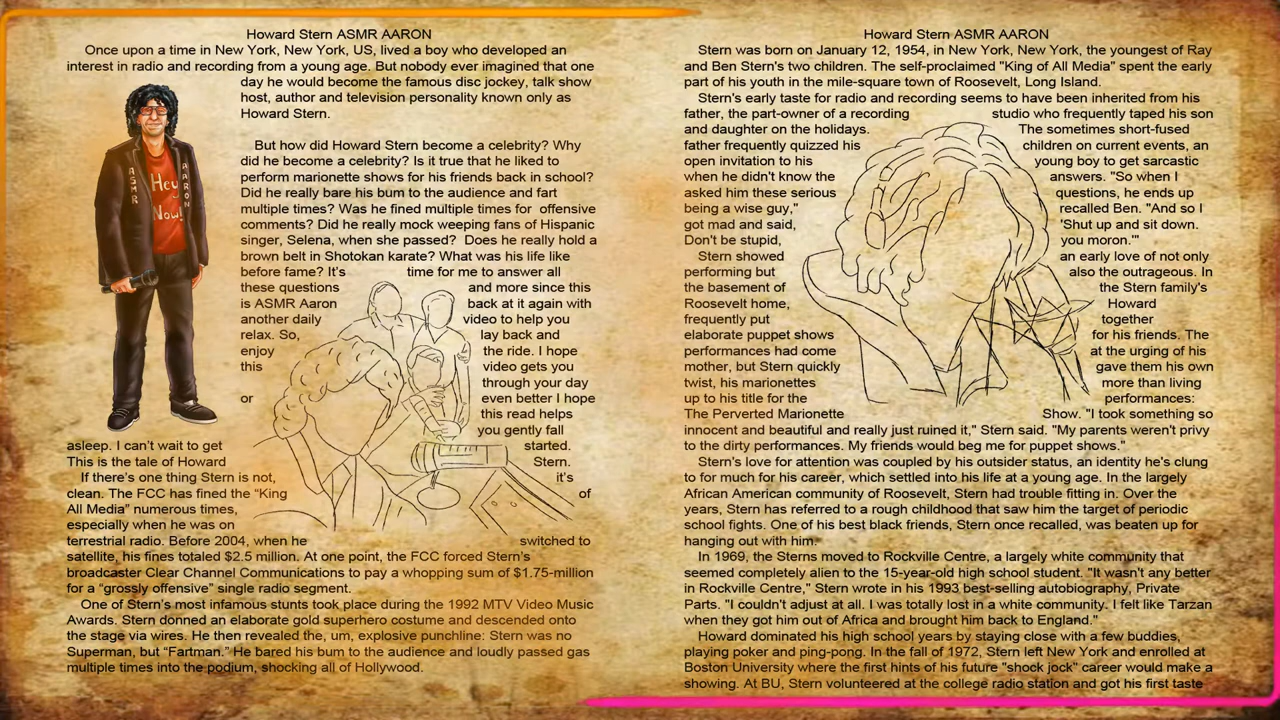 Howard Stern ASMR AARON
Once upon a time in New York, New York, US, lived a boy who developed an
interest in radio and recording from a young age. But nobody ever imagined that one
day he would become the famous disc jockey, talk show
host, author and television personality known only as
Howard Stern.
But how did Howard Stern become a celebrity? Why
did he become a celebrity? Is it true that he liked to
perform marionette shows for his friends back in school?
Did he really bare his bum to the audience and fart
multiple times? Was he fined multiple times for offensive
comments? Did he really mock weeping fans of Hispanic
singer, Selena, when she passed? Does he really hold a
brown belt in Shotokan karate? What was his life like
before fame? It's time for me to answer all
these questions and more since this
is ASMR Aaron back at it again with
another daily video to help you
relax. So, lay back and
enjoy the ride. I hope
this video gets you
through your day
or even better I hope
this read helps
you gently fall
asleep. I can't wait to get started.
This is the tale of Howard Stern.
If there's one thing Stern is not, it's
clean. The FCC has fined the “King of
All Media” numerous times,
especially when he was on
terrestrial radio. Before 2004, when he switched to
satellite, his fines totaled $2.5 million. At one point, the FCC forced Stern's
broadcaster Clear Channel Communications to pay a whopping sum of $1.75-million
for a “grossly offensive” single radio segment.
One of Stern's most infamous stunts took place during the 1992 MTV Video Music
Awards. Stern donned an elaborate gold superhero costume and descended onto
the stage via wires. He then revealed the, um, explosive punchline: Stern was no
Superman, but “Fartman.” He bared his bum to the audience and loudly passed gas
multiple times into the podium, shocking all of Hollywood.
ASMR
Hey
Now!
AARON
Howard Stern ASMR AARON
Stern was born on January 12, 1954, in New York, New York, the youngest of Ray
and Ben Stern's two children. The self-proclaimed "King of All Media" spent the early
part of his youth in the mile-square town of Roosevelt, Long Island.
Stern's early taste for radio and recording seems to have been inherited from his
father, the part-owner of a recording studio who frequently taped his son
and daughter on the holidays. The sometimes short-fused
father frequently quizzed his children on current events, an
open invitation to his young boy to get sarcastic
when he didn't know the answers. "So when I
asked him these serious questions, he ends up
being a wise guy," recalled Ben. "And so I
got mad and said, 'Shut up and sit down.
Don't be stupid, you moron.'"
Stern showed an early love of not only
performing but also the outrageous. In
the basement of the Stern family's
Roosevelt home, Howard
frequently put together
elaborate puppet shows for his friends. The
performances had come at the urging of his
mother, but Stern quickly gave them his own
twist, his marionettes more than living
up to his title for the performances:
The Perverted Marionette Show. "I took something so
innocent and beautiful and really just ruined it," Stern said. "My parents weren't privy
to the dirty performances. My friends would beg me for puppet shows."
Stern's love for attention was coupled by his outsider status, an identity he's clung
to for much for his career, which settled into his life at a young age. In the largely
African American community of Roosevelt, Stern had trouble fitting in. Over the
years, Stern has referred to a rough childhood that saw him the target of periodic
school fights. One of his best black friends, Stern once recalled, was beaten up for
hanging out with him.
In 1969, the Sterns moved to Rockville Centre, a largely white community that
seemed completely alien to the 15-year-old high school student. "It wasn't any better
in Rockville Centre," Stern wrote in his 1993 best-selling autobiography, Private
Parts. "I couldn't adjust at all. I was totally lost in a white community. I felt like Tarzan
when they got him out of Africa and brought him back to England."
Howard dominated his high school years by staying close with a few buddies,
playing poker and ping-pong. In the fall of 1972, Stern left New York and enrolled at
Boston University where the first hints of his future "shock jock" career would make a
showing. At BU, Stern volunteered at the college radio station and got his first taste